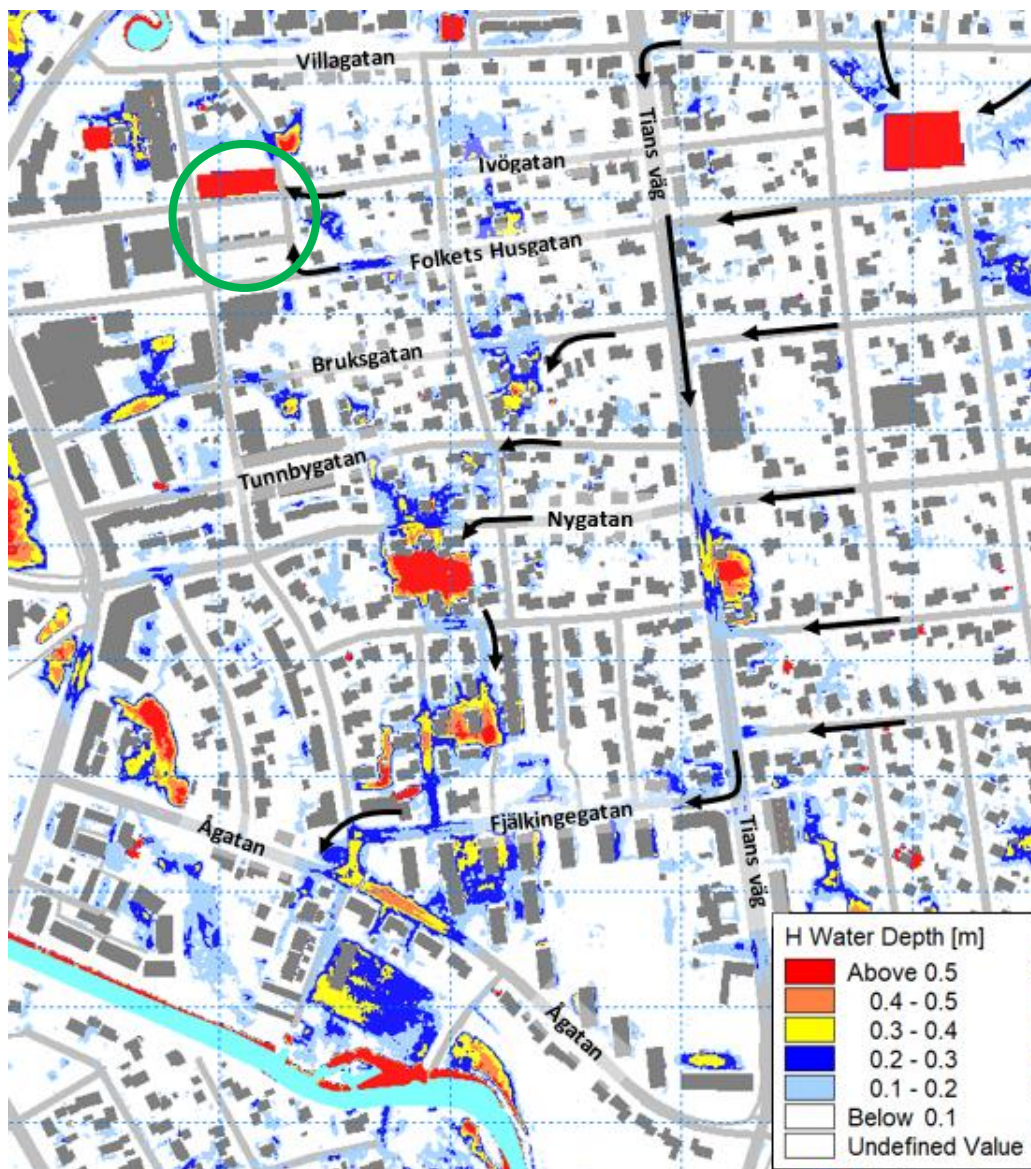 Villagatan
Tians väg
Ivögatan
Folkets Husgatan
Bruksgatan
Tunnbygatan
Nygatan
Fjälkingegatan
Ågatan
Tians väg
Ågatan
H Water Depth [m]
Above 0.5
0.4 - 0.5
0.3 - 0.4
0.2 - 0.3
0.1 - 0.2
Below 0.1
Undefined Value